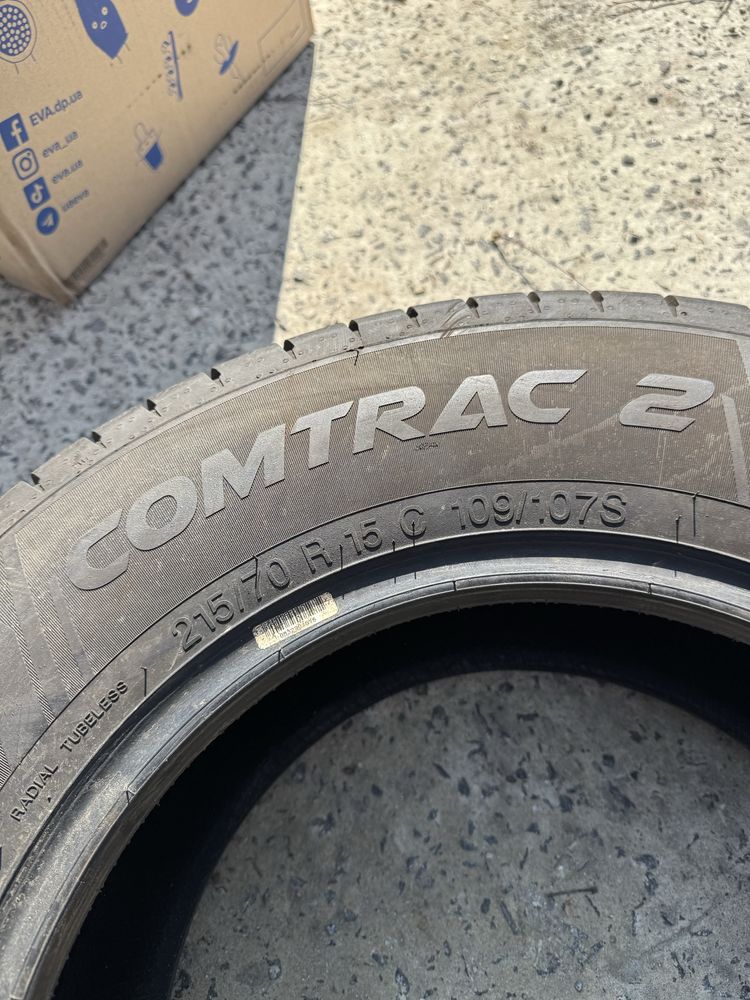 EVA.dp.ua
eva_ua
eva.ua
COMTRAC 2
215/70 R 15 C 109/107S
RADIAL TUBELESS